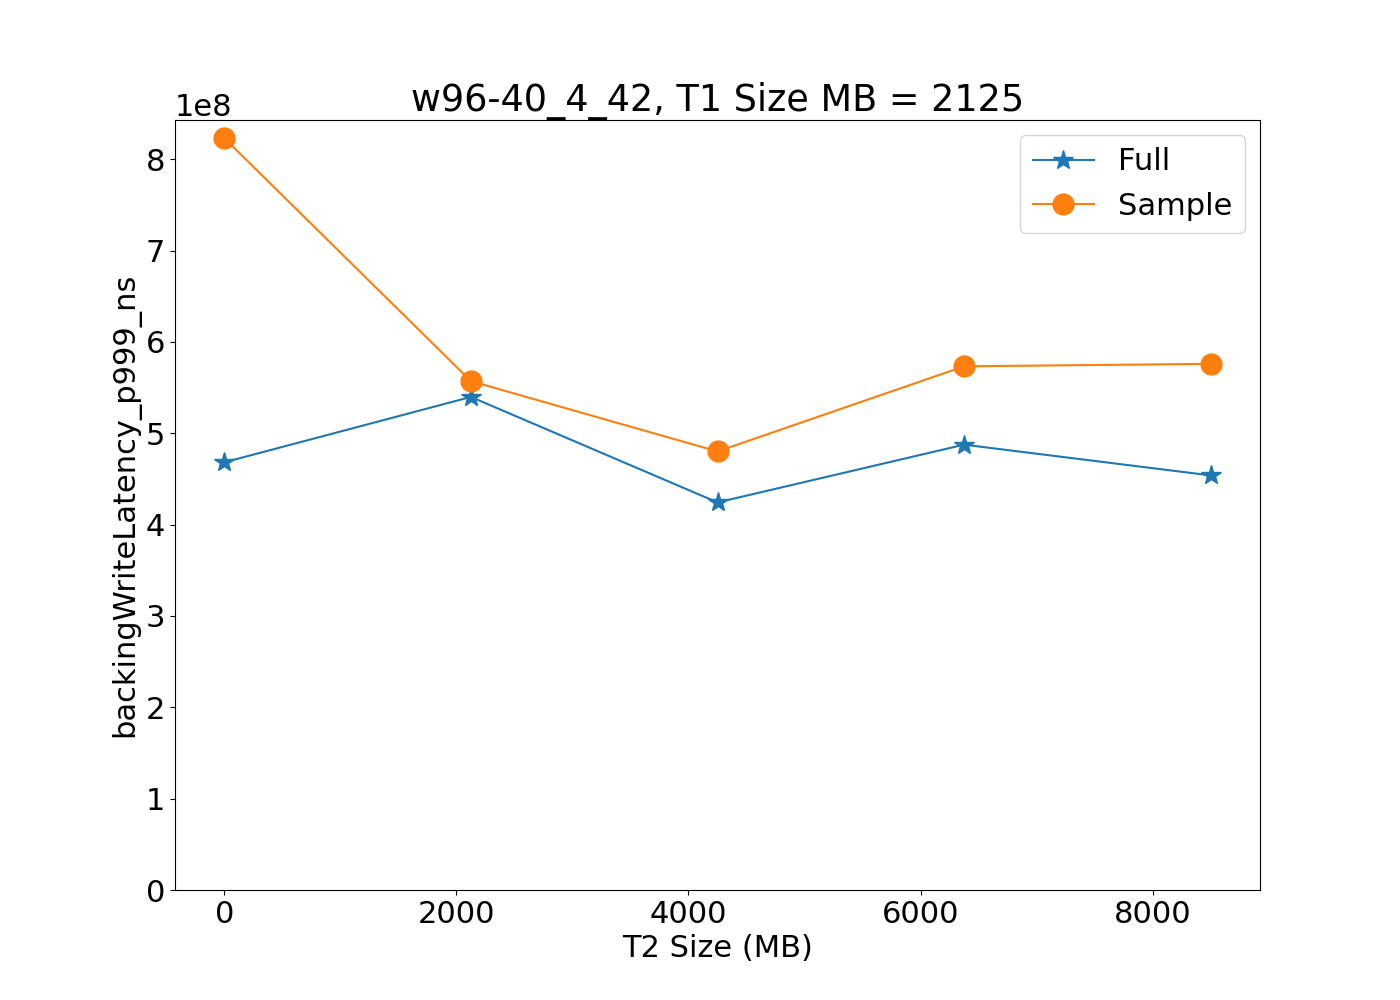 w96-40_4_42, T1 Size MB = 2125
1e8
Full
Sample
8
7
6
5
4
3
2
1
0
backingWriteLatency_p999_ns
0 2000 4000 6000 8000
T2 Size (MB)